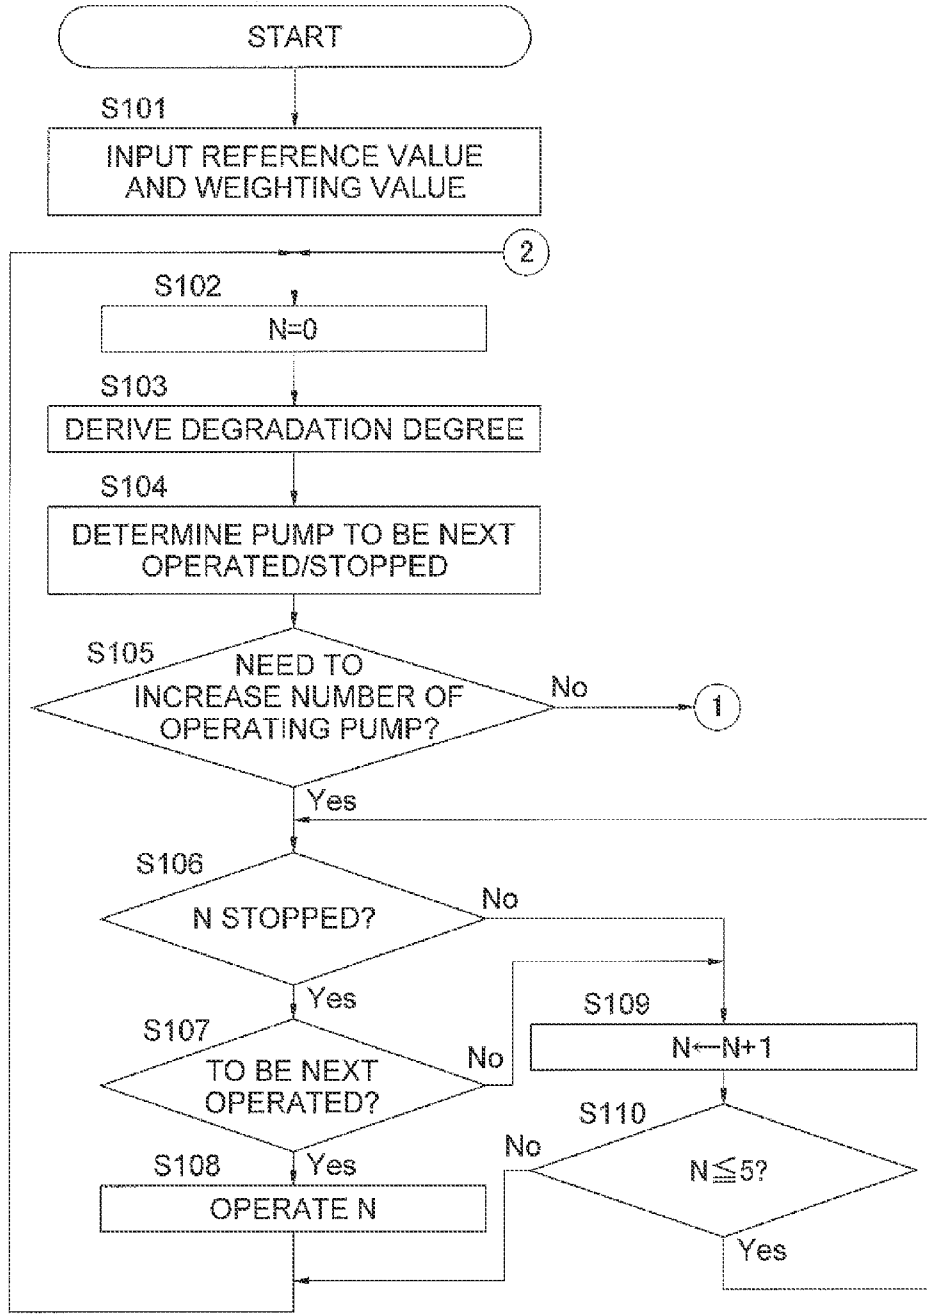 START
S101
INPUT REFERENCE VALUE
AND WEIGHTING VALUE
2
S102
N=0
S103
DERIVE DEGRADATION DEGREE
S104
DETERMINE PUMP TO BE NEXT
OPERATED/STOPPED
S105
NEED TO
INCREASE NUMBER OF
OPERATING PUMP?
No
1
Yes
S106
N STOPPED?
No
Yes
S107
TO BE NEXT
OPERATED?
No
S109
N←N+1
S110
N≦5?
No
Yes
S108
Yes
OPERATE N